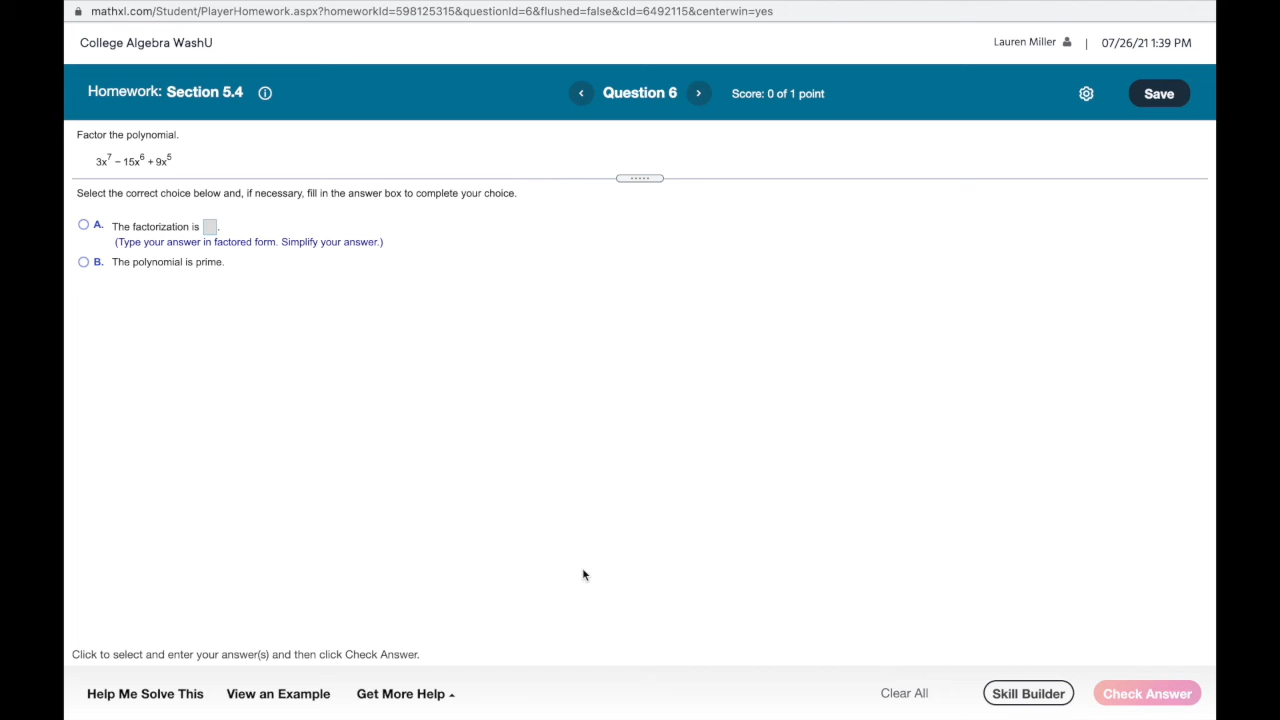 mathxl.com/Student/PlayerHomework.aspx?homeworkId=598125315&questionId=6&flushed=false&cId=6492115&centerwin=yes
College Algebra WashU
Lauren Miller | 07/26/21 1:39 PM
Homework: Section 5.4
‹ Question 6 ›
Score: 0 of 1 point
Save
Factor the polynomial.
3x⁷ − 15x⁶ + 9x⁵
Select the correct choice below and, if necessary, fill in the answer box to complete your choice.
A. The factorization is .
(Type your answer in factored form. Simplify your answer.)
B. The polynomial is prime.
Click to select and enter your answer(s) and then click Check Answer.
Help Me Solve This View an Example Get More Help Clear All Skill Builder Check Answer